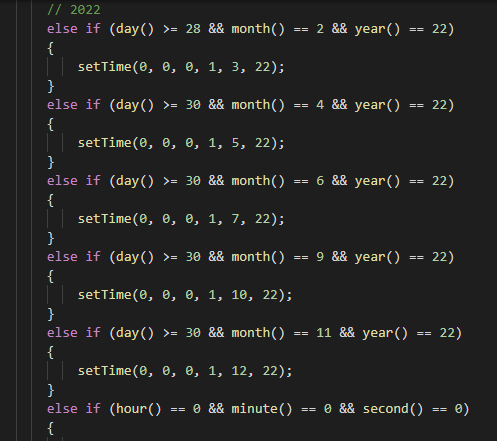 // 2022
else if (day() >= 28 && month() == 2 && year() == 22)
{
setTime(0, 0, 0, 1, 3, 22);
}
else if (day() >= 30 && month() == 4 && year() == 22)
{
setTime(0, 0, 0, 1, 5, 22);
}
else if (day() >= 30 && month() == 6 && year() == 22)
{
setTime(0, 0, 0, 1, 7, 22);
}
else if (day() >= 30 && month() == 9 && year() == 22)
{
setTime(0, 0, 0, 1, 10, 22);
}
else if (day() >= 30 && month() == 11 && year() == 22)
{
setTime(0, 0, 0, 1, 12, 22);
}
else if (hour() == 0 && minute() == 0 && second() == 0)
{